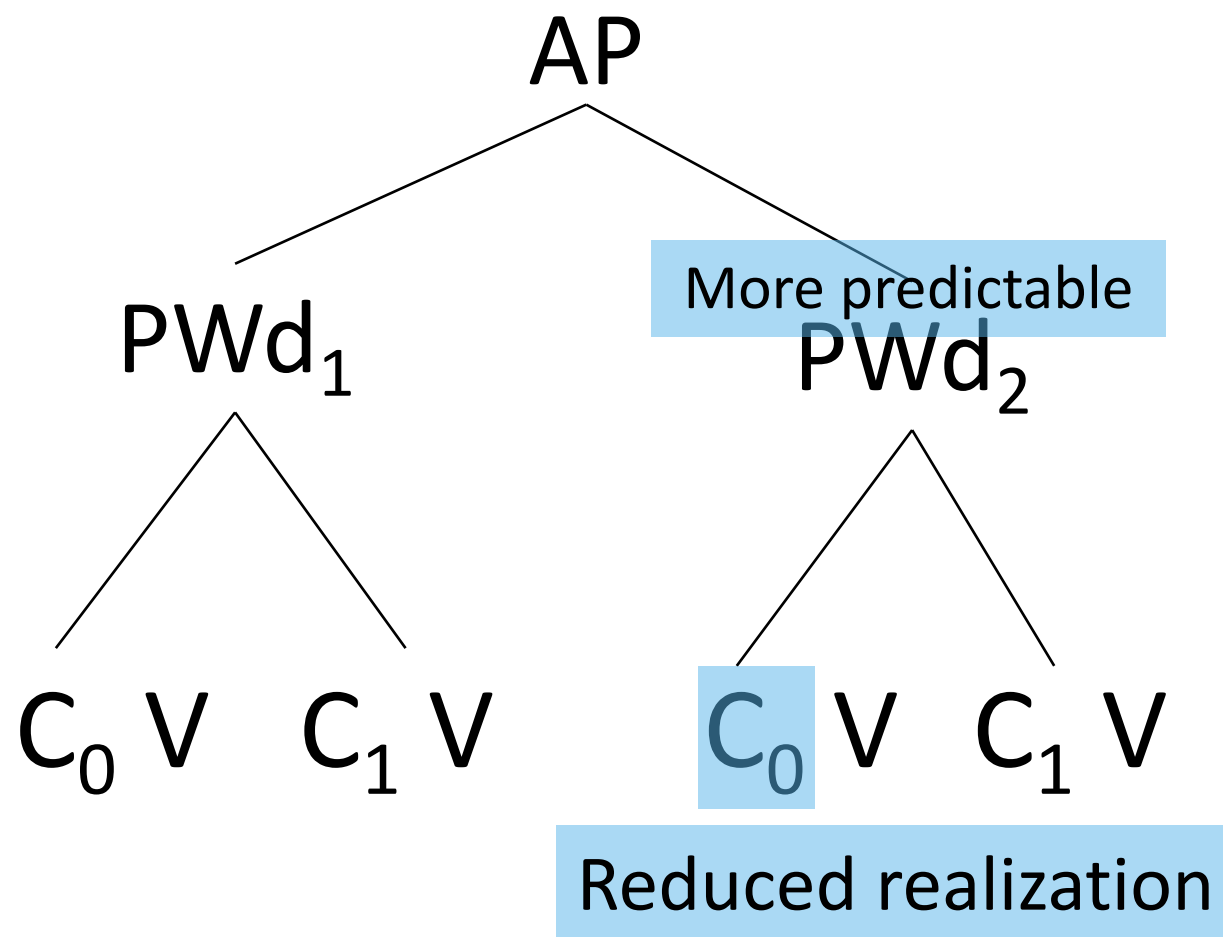 AP
More predictable
PWd₁ PWd₂
C₀ V C₁ V C₀ V C₁ V
Reduced realization